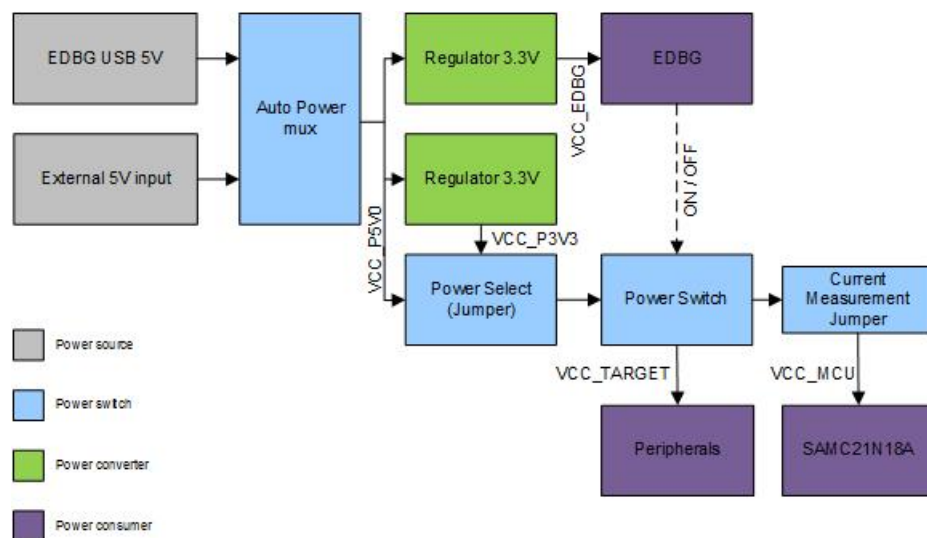 EDBG USB 5V
Auto Power
mux
Regulator 3.3V
VCC_EDBG
EDBG
External 5V input
Regulator 3.3V
ON / OFF
VCC_P5V0
VCC_P3V3
Power Select
(Jumper)
Power Switch
Current
Measurement
Jumper
VCC_TARGET
VCC_MCU
Peripherals
SAMC21N18A
Power source
Power switch
Power converter
Power consumer